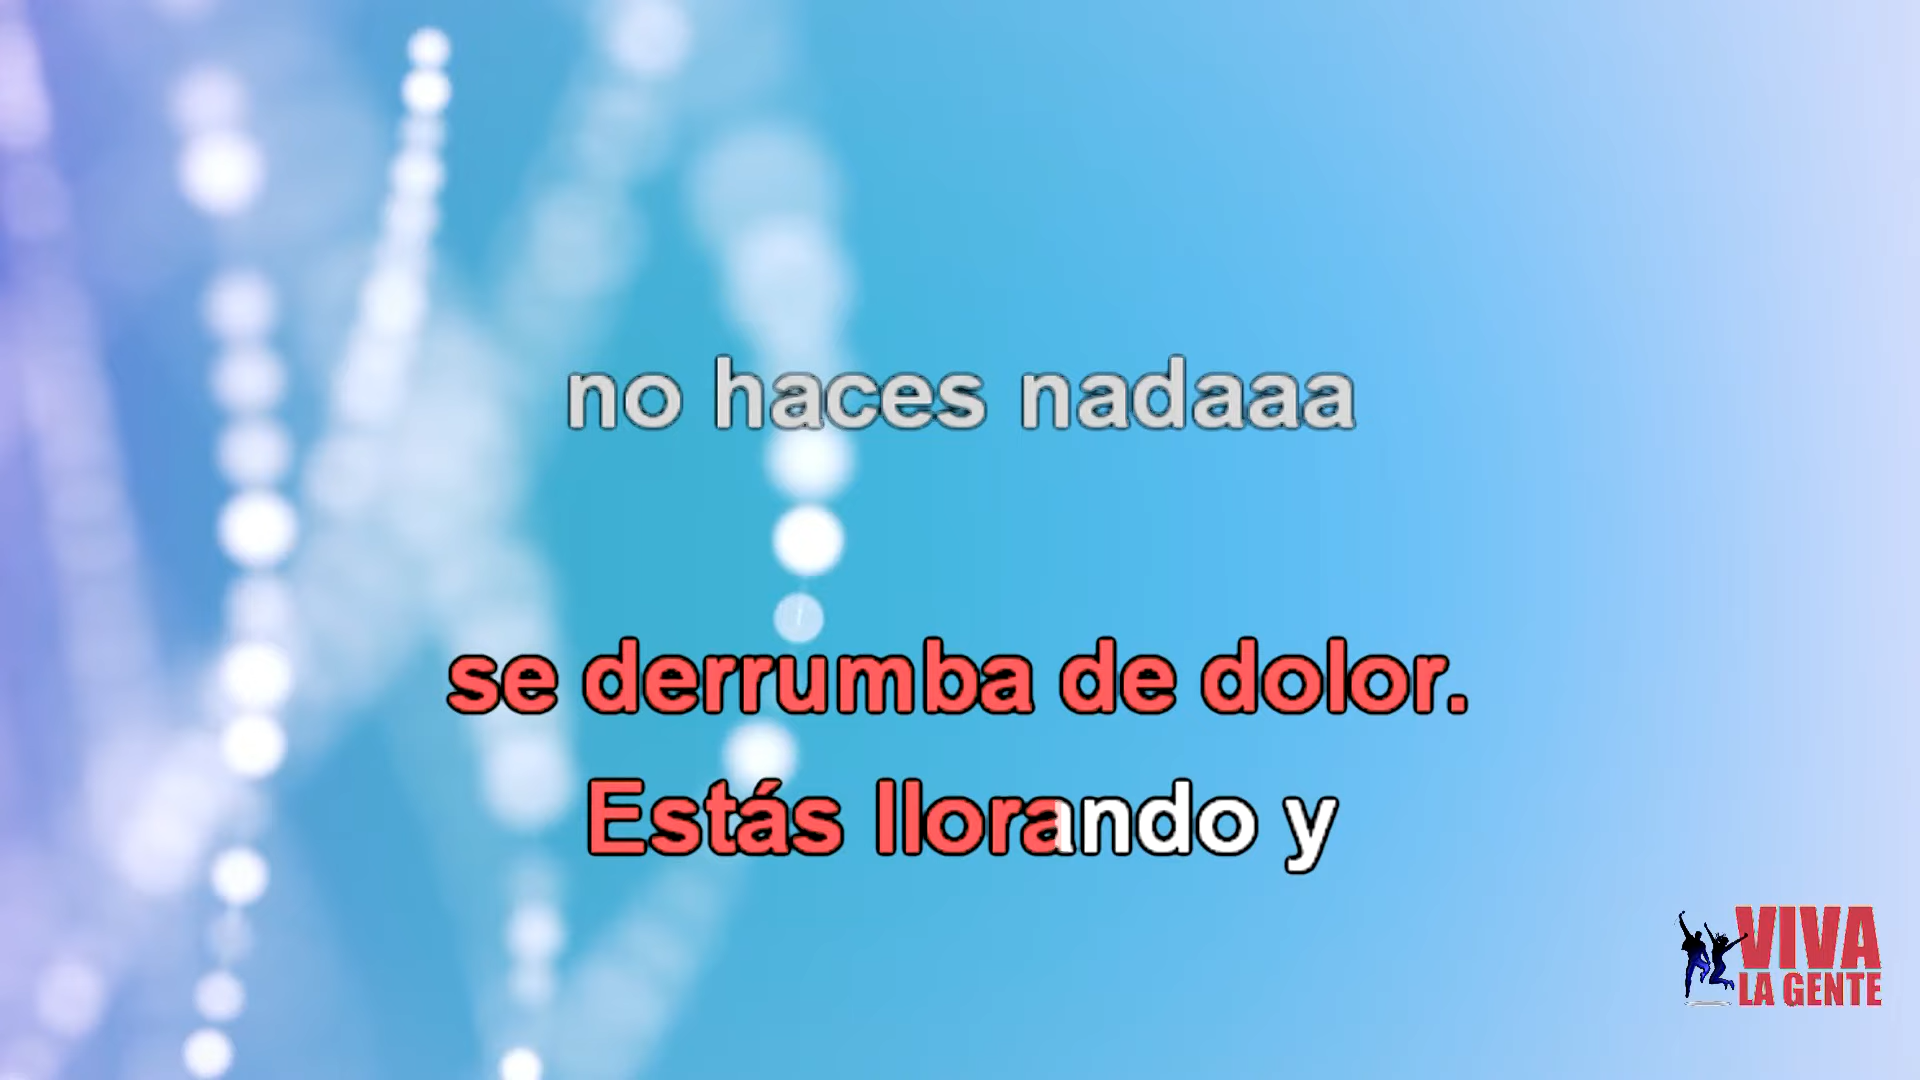 no haces nadaaa
se derrumba de dolor.
Estás llorando y
VIVA
LA GENTE